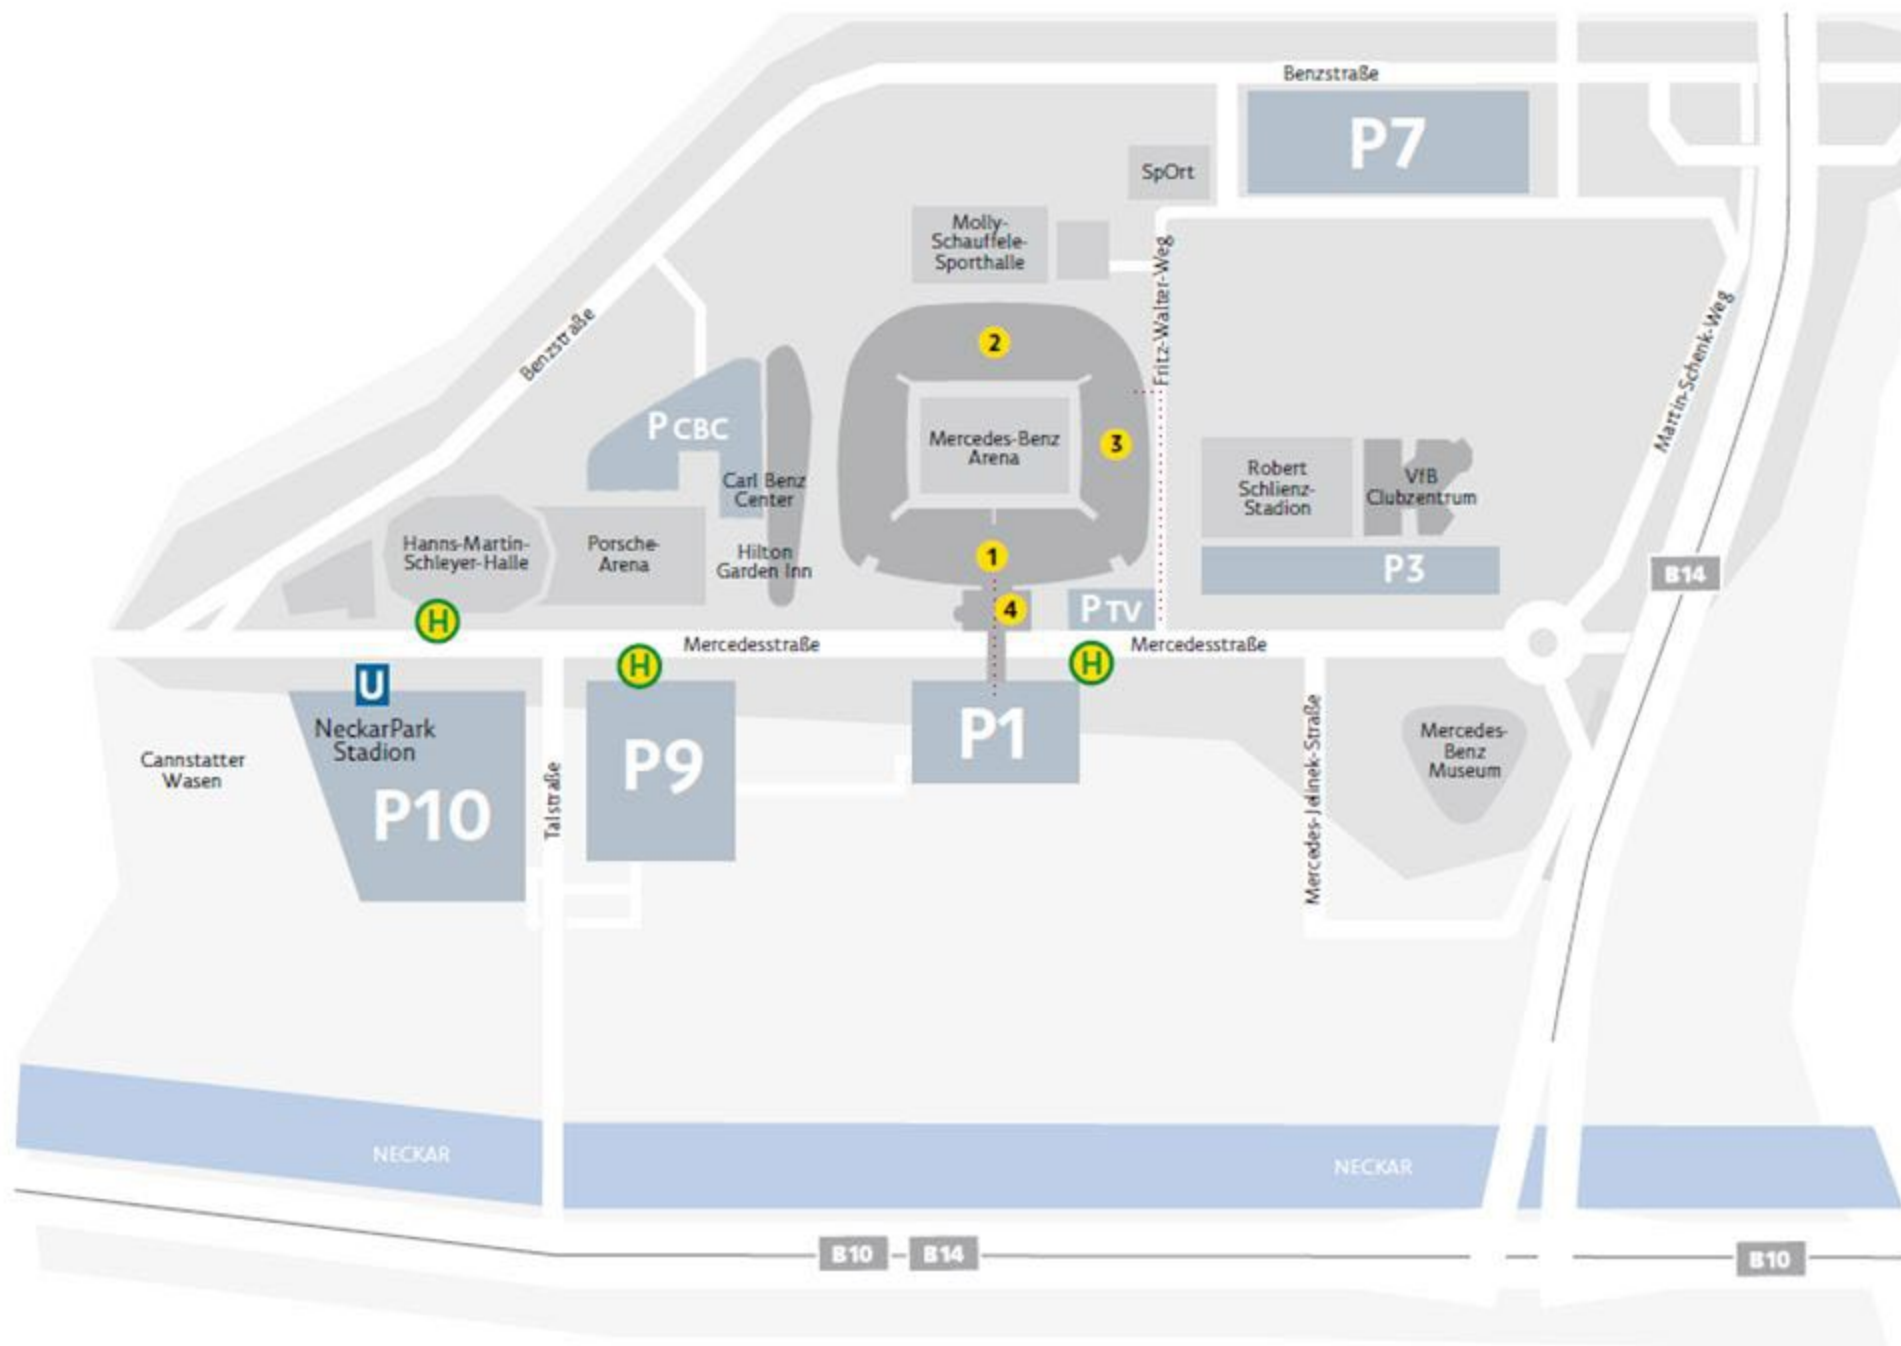 Benzstraße
P7
SpOrt
Molly-
Schauffele-
Sporthalle
Fritz-Walter-Weg
Martin-Schenk-Weg
Benzstraße
2
P CBC
Mercedes-Benz
Arena
3
Carl Benz
Center
Robert
Schlienz-
Stadion
VfB
Clubzentrum
Hanns-Martin-
Schleyer-Halle
Porsche-
Arena
Hilton
Garden Inn
1
P3
B14
H
4
P TV
Mercedesstraße
Mercedesstraße
H
H
U
NeckarPark
Stadion
P10
Cannstatter
Wasen
Talstraße
P9
P1
Mercedes-Jelinek-Straße
Mercedes-
Benz
Museum
NECKAR
NECKAR
B10
B14
B10